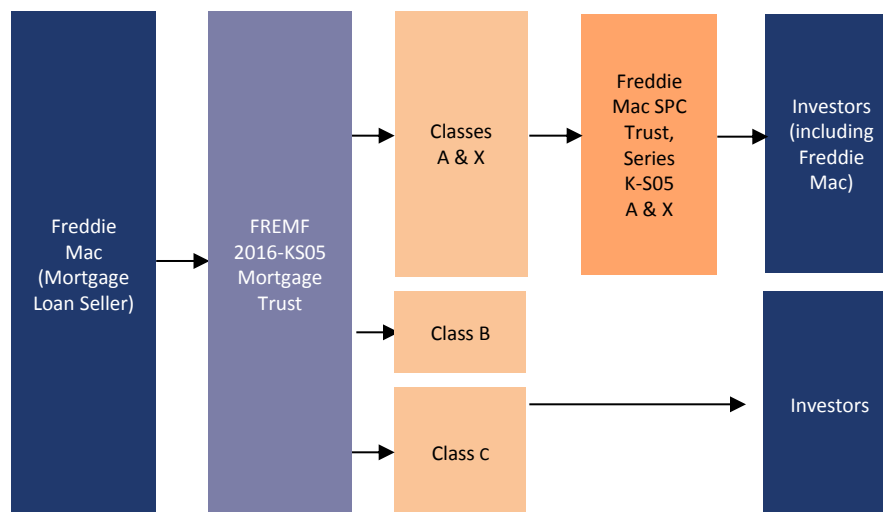 Freddie
Mac
(Mortgage
Loan Seller)
FREMF
2016-KS05
Mortgage
Trust
Classes
A & X
Freddie
Mac SPC
Trust,
Series
K-S05
A & X
Investors
(including
Freddie
Mac)
Class B
Class C
Investors